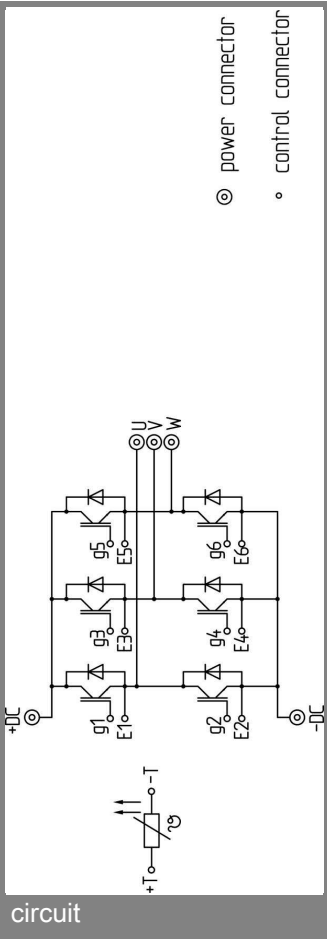 power connector
control connector
U
V
W
g5
E5
g6
E6
g3
E3
g4
E4
g1
E1
g2
E2
+DC
-DC
-T
+T
ϑ
circuit